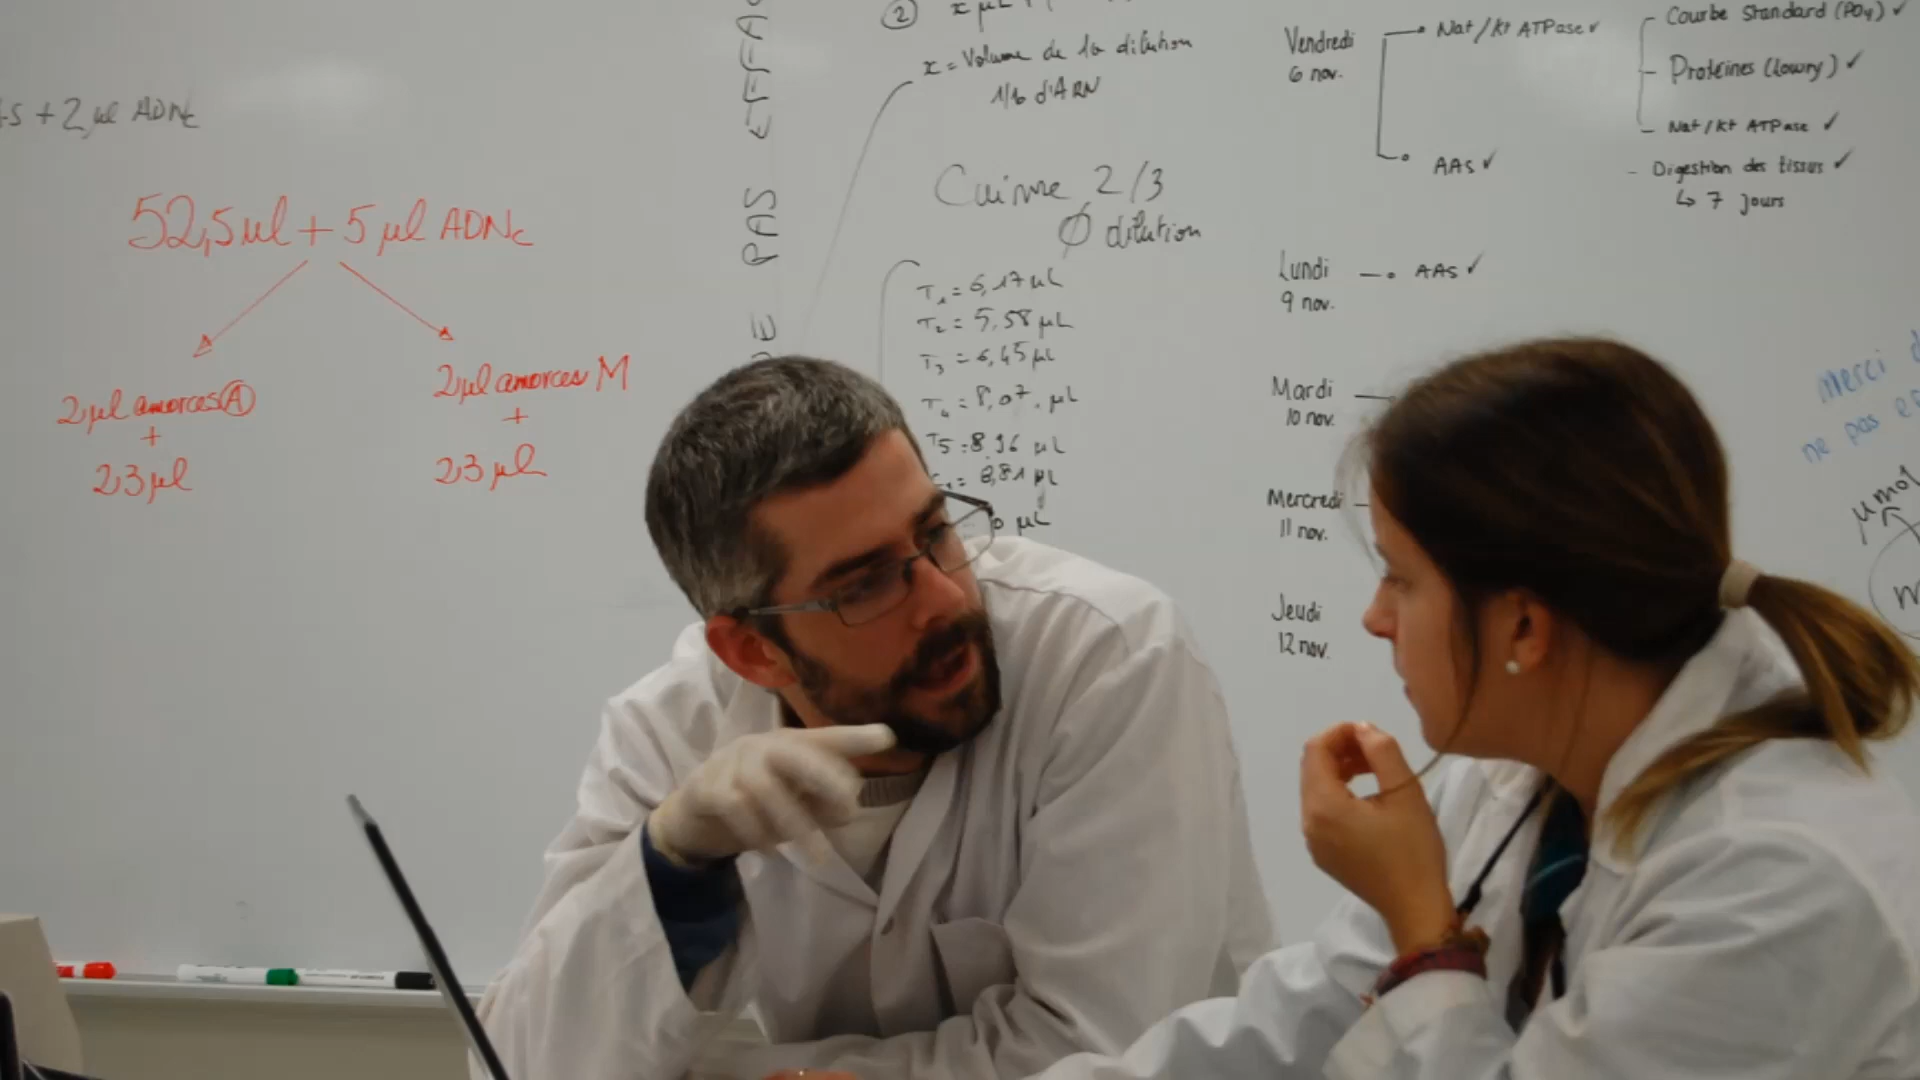 + 2 µl ADNc
52,5 µl + 5 µl ADNc
2 µl amorces A
+
23 µl
2 µl amorces M
+
23 µl
PAS
2
x = Volume de la dilution
1/10 d'ARN
Cuivre 2/3
Ø dilution
T1 = 6,17 µL
T2 = 5,58 µL
T3 = 6,45 µL
T4 = 8,07 µL
T5 = 8,96 µL
= 8,81 µL
µL
Vendredi
6 nov.
Na+/K+ ATPase ✓
AAS ✓
Courbe Standard (PO4) ✓
Protéines (Lowry) ✓
Na+/K+ ATPase ✓
- Digestion des tissus ✓
↳ 7 jours
Lundi
9 nov.
AAS ✓
Mardi
10 nov.
Mercredi
11 nov.
Jeudi
12 nov.
Merci
ne pas
µmol